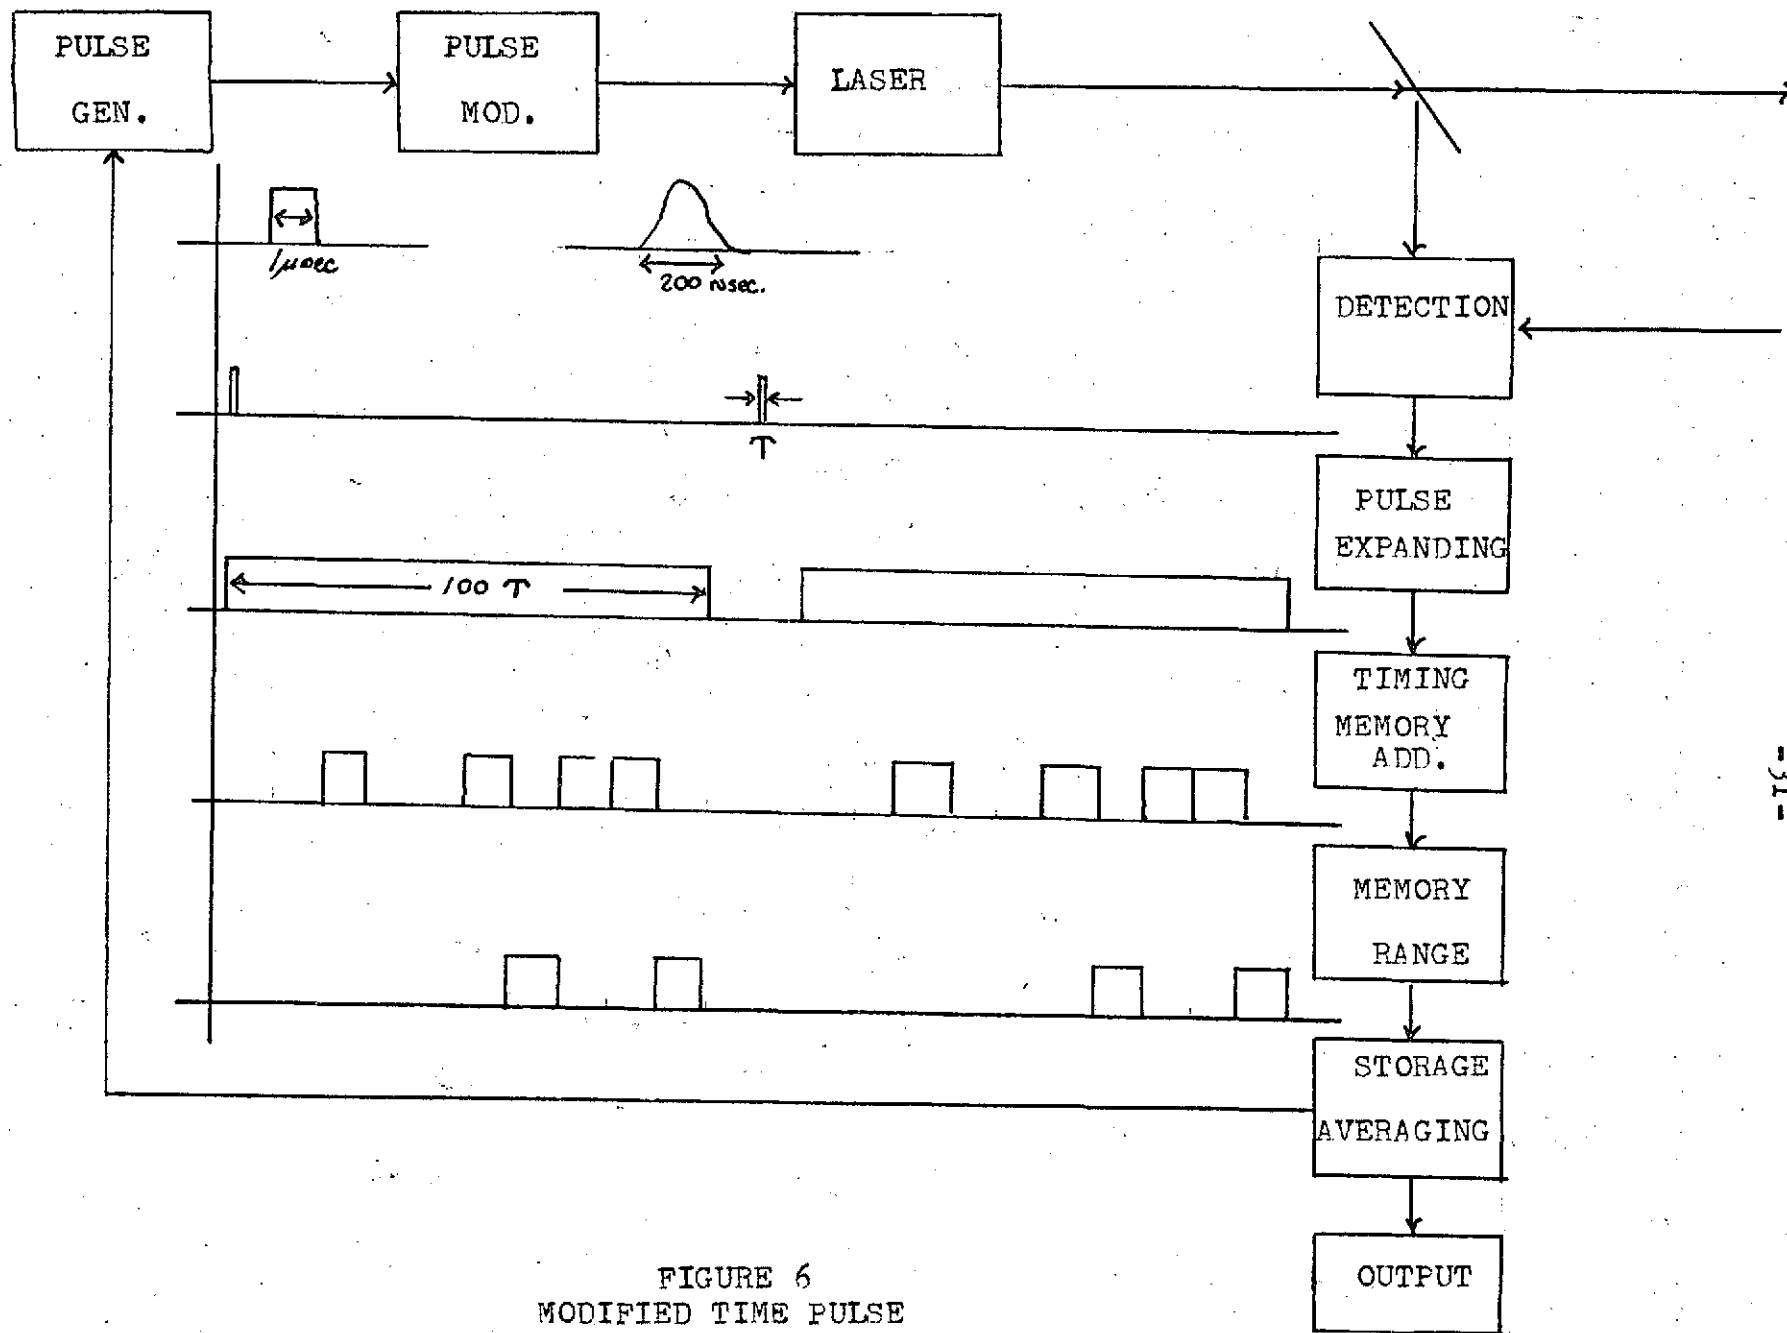 PULSE
GEN.
PULSE
MOD.
LASER
1μsec
200 nsec.
DETECTION
T
PULSE
EXPANDING
100 T
TIMING
MEMORY
ADD.
-15-
MEMORY
RANGE
STORAGE
AVERAGING
OUTPUT
FIGURE 6
MODIFIED TIME PULSE